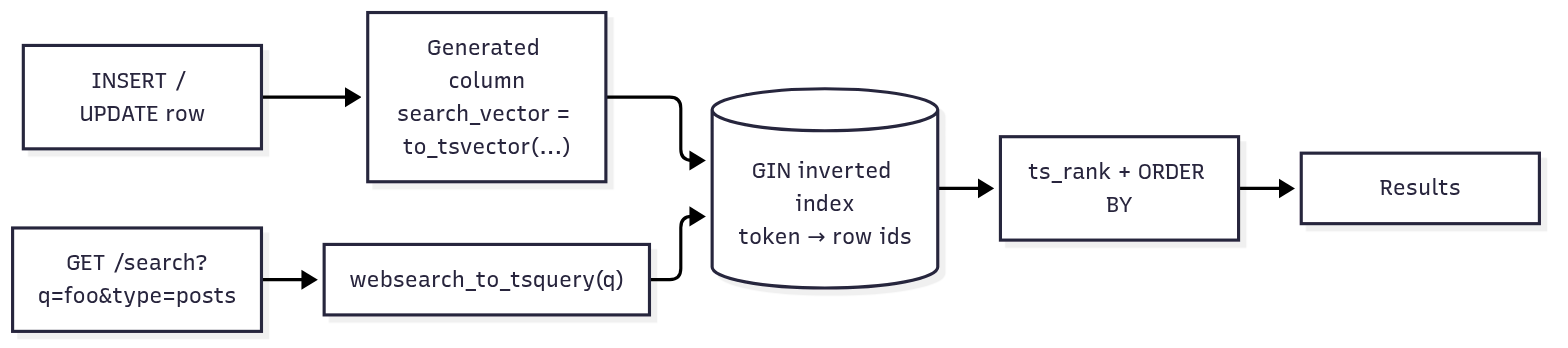 INSERT /
UPDATE row
Generated
column
search_vector =
to_tsvector(...)
GET /search?
q=foo&type=posts
websearch_to_tsquery(q)
GIN inverted
index
token → row ids
ts_rank + ORDER
BY
Results